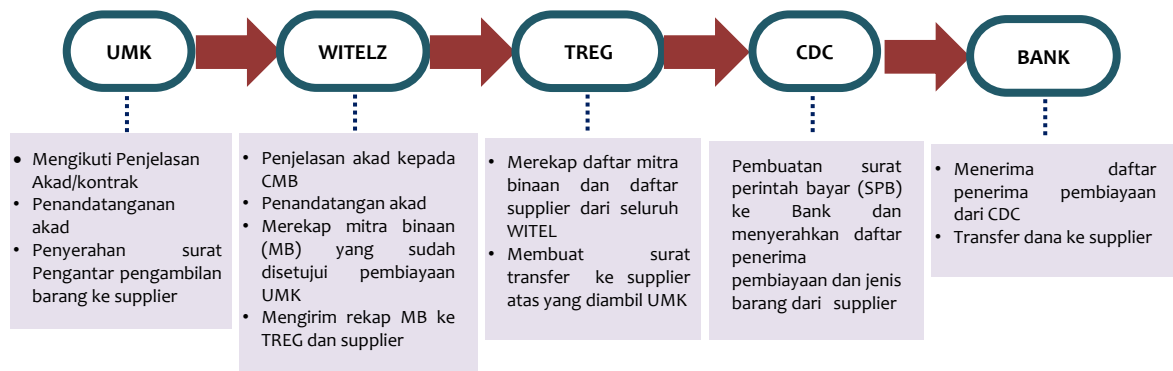 UMK
WITELZ
TREG
CDC
BANK
• Mengikuti Penjelasan
Akad/kontrak
• Penandatanganan
akad
• Penyerahan surat
Pengantar pengambilan
barang ke supplier
• Penjelasan akad kepada
CMB
• Penandatangan akad
• Merekap mitra binaan
(MB) yang sudah
disetujui pembiayaan
UMK
• Mengirim rekap MB ke
TREG dan supplier
• Merekap daftar mitra
binaan dan daftar
supplier dari seluruh
WITEL
• Membuat surat
transfer ke supplier
atas yang diambil UMK
Pembuatan surat
perintah bayar (SPB)
ke Bank dan
menyerahkan daftar
penerima
pembiayaan dan jenis
barang dari supplier
• Menerima daftar
penerima pembiayaan
dari CDC
• Transfer dana ke supplier